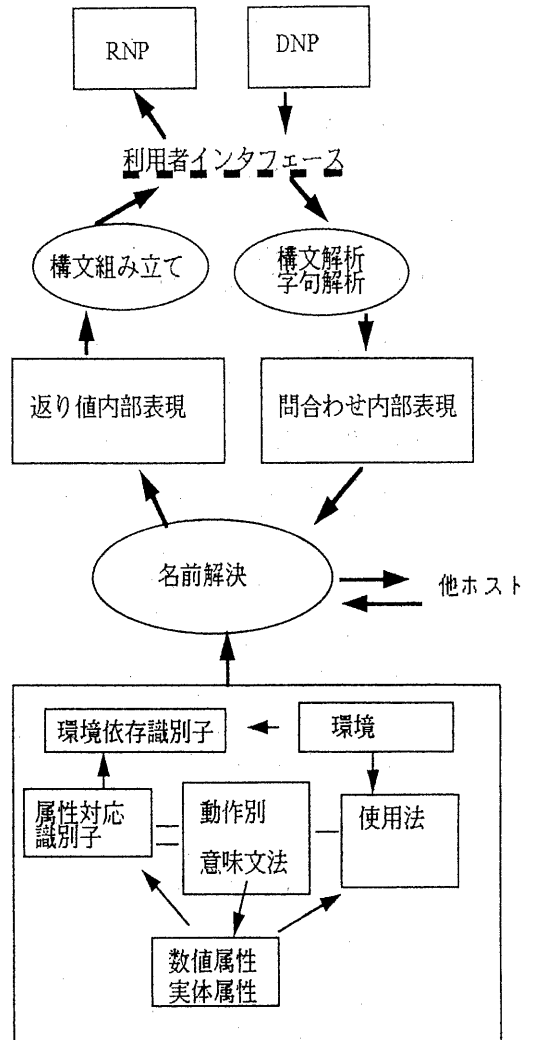 RNP
DNP
利用者インタフェース
構文組み立て
構文解析
字句解析
返り値内部表現
問合わせ内部表現
名前解決
他ホスト
環境依存識別子
環境
属性対応
識別子
動作別
意味文法
使用法
数値属性
実体属性